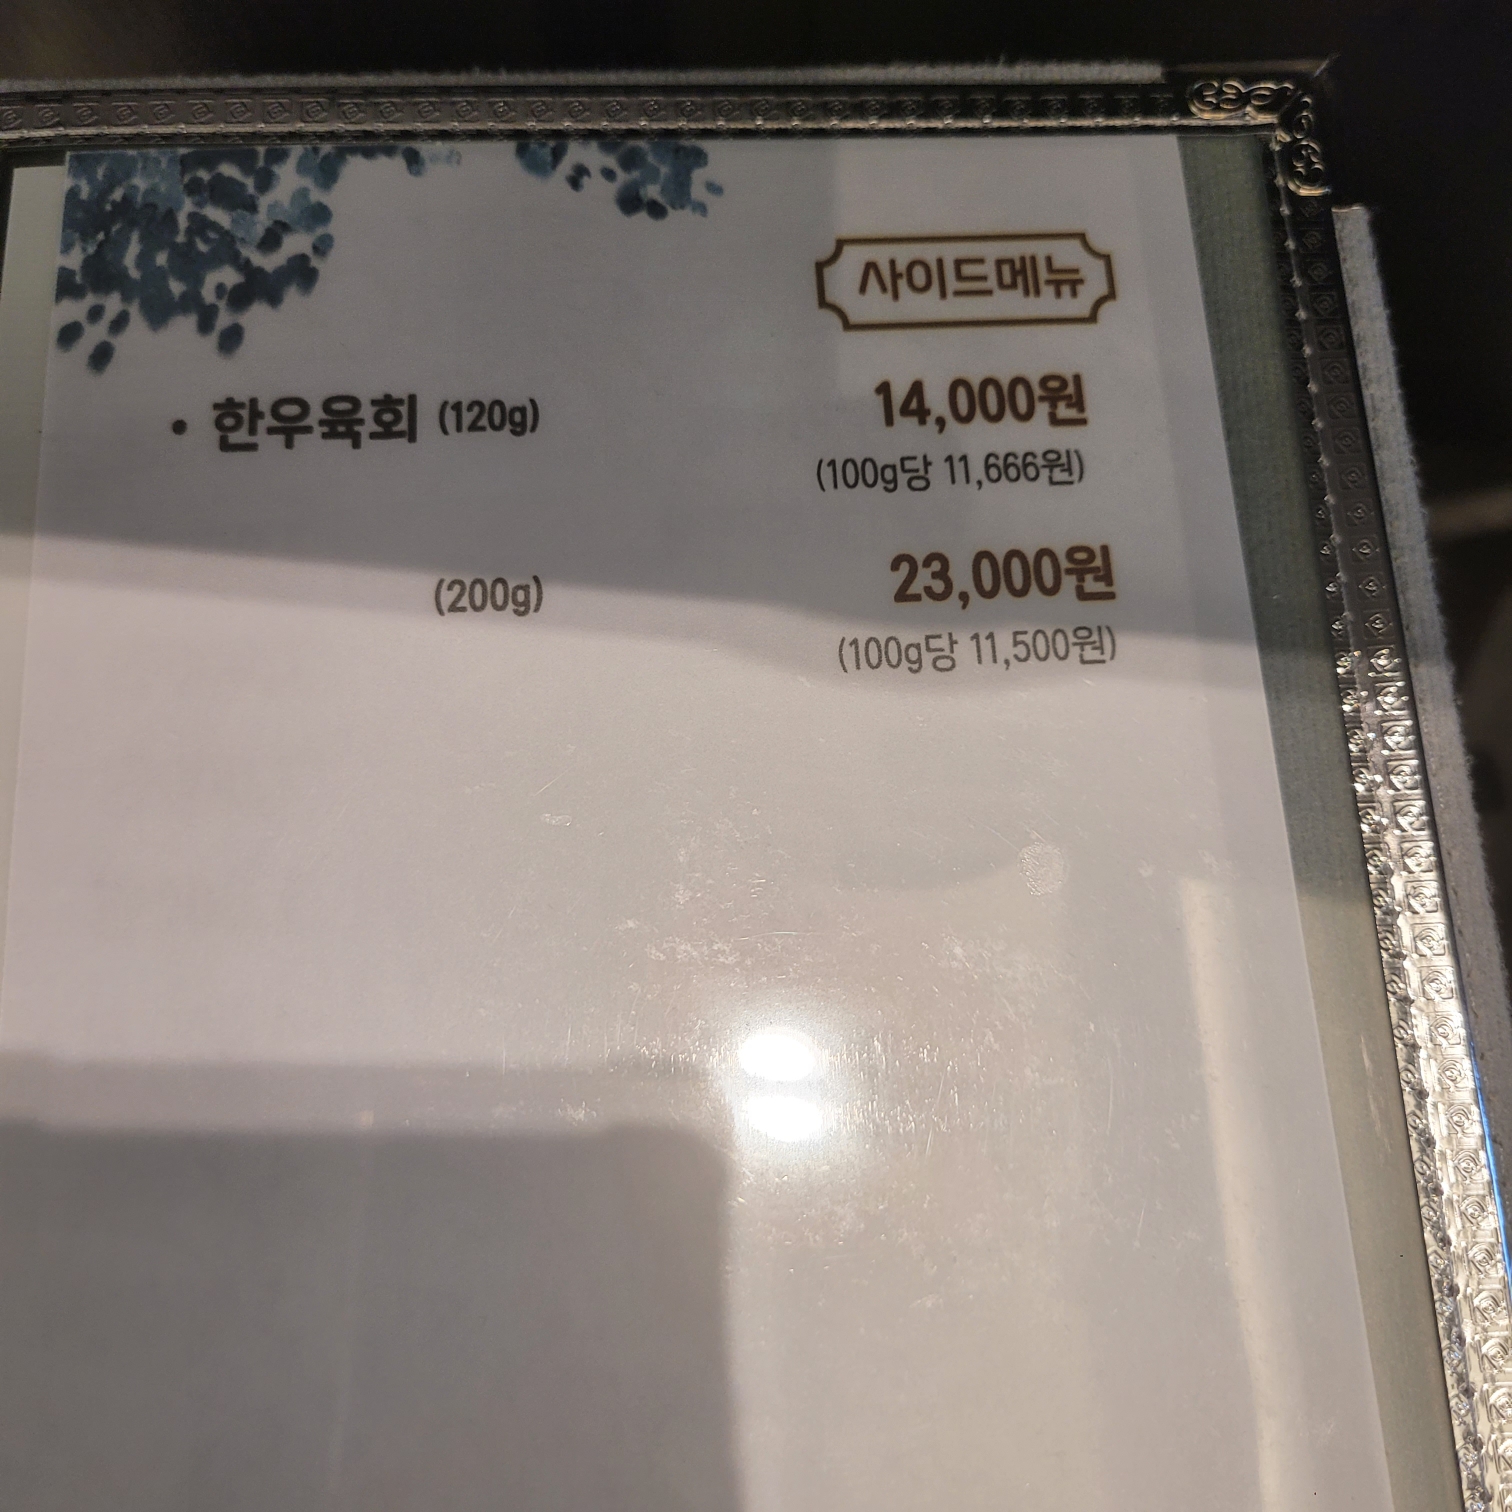 사이드메뉴
• 한우육회 (120g) 14,000원
(100g당 11,666원)
(200g) 23,000원
(100g당 11,500원)